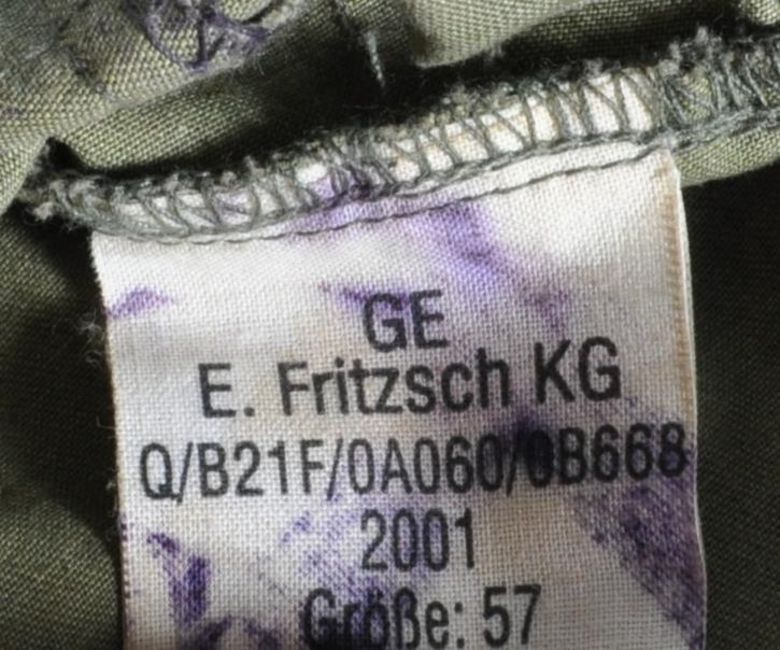 GE
E. Fritzsch KG
Q/B21F/0A060/0B668
2001
Größe: 57